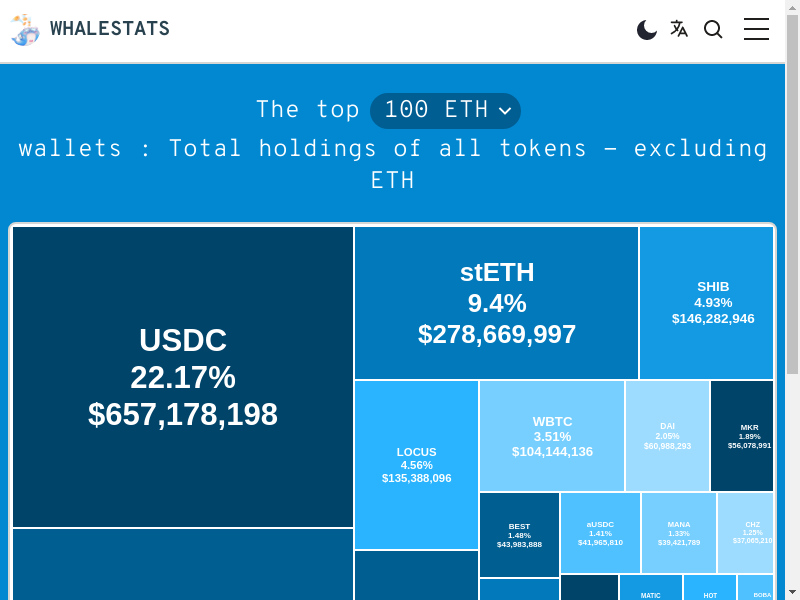 WHALESTATS
The top 100 ETH
wallets : Total holdings of all tokens – excluding
ETH
USDC
22.17%
$657,178,198
stETH
9.4%
$278,669,997
SHIB
4.93%
$146,282,946
LOCUS
4.56%
$135,388,096
WBTC
3.51%
$104,144,136
DAI
2.05%
$60,988,293
MKR
1.89%
$56,078,991
BEST
1.48%
$43,983,888
aUSDC
1.41%
$41,965,810
MANA
1.33%
$39,421,789
CHZ
1.25%
$37,065,210
MATIC
HOT
BOBA